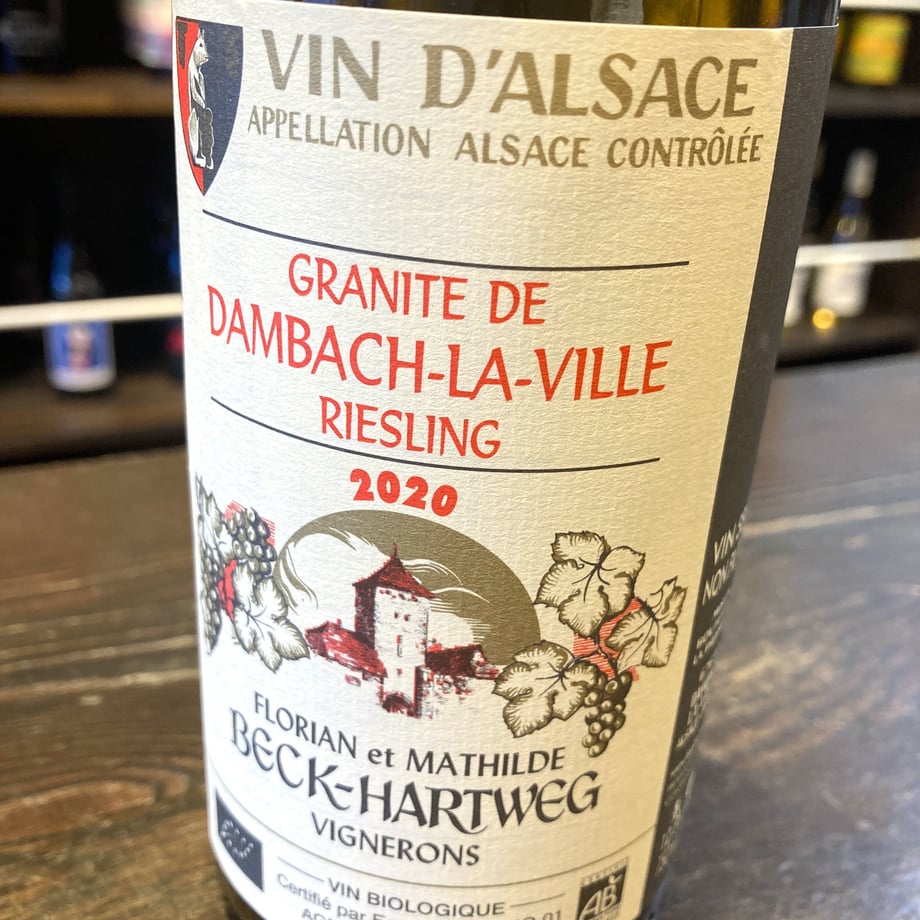 VIN D'ALSACE
APPELLATION ALSACE CONTRÔLÉE
GRANITE DE
DAMBACH-LA-VILLE
RIESLING
2020
FLORIAN et MATHILDE
BECK-HARTWEG
VIGNERONS
VIN BIOLOGIQUE
Certifié par
AB